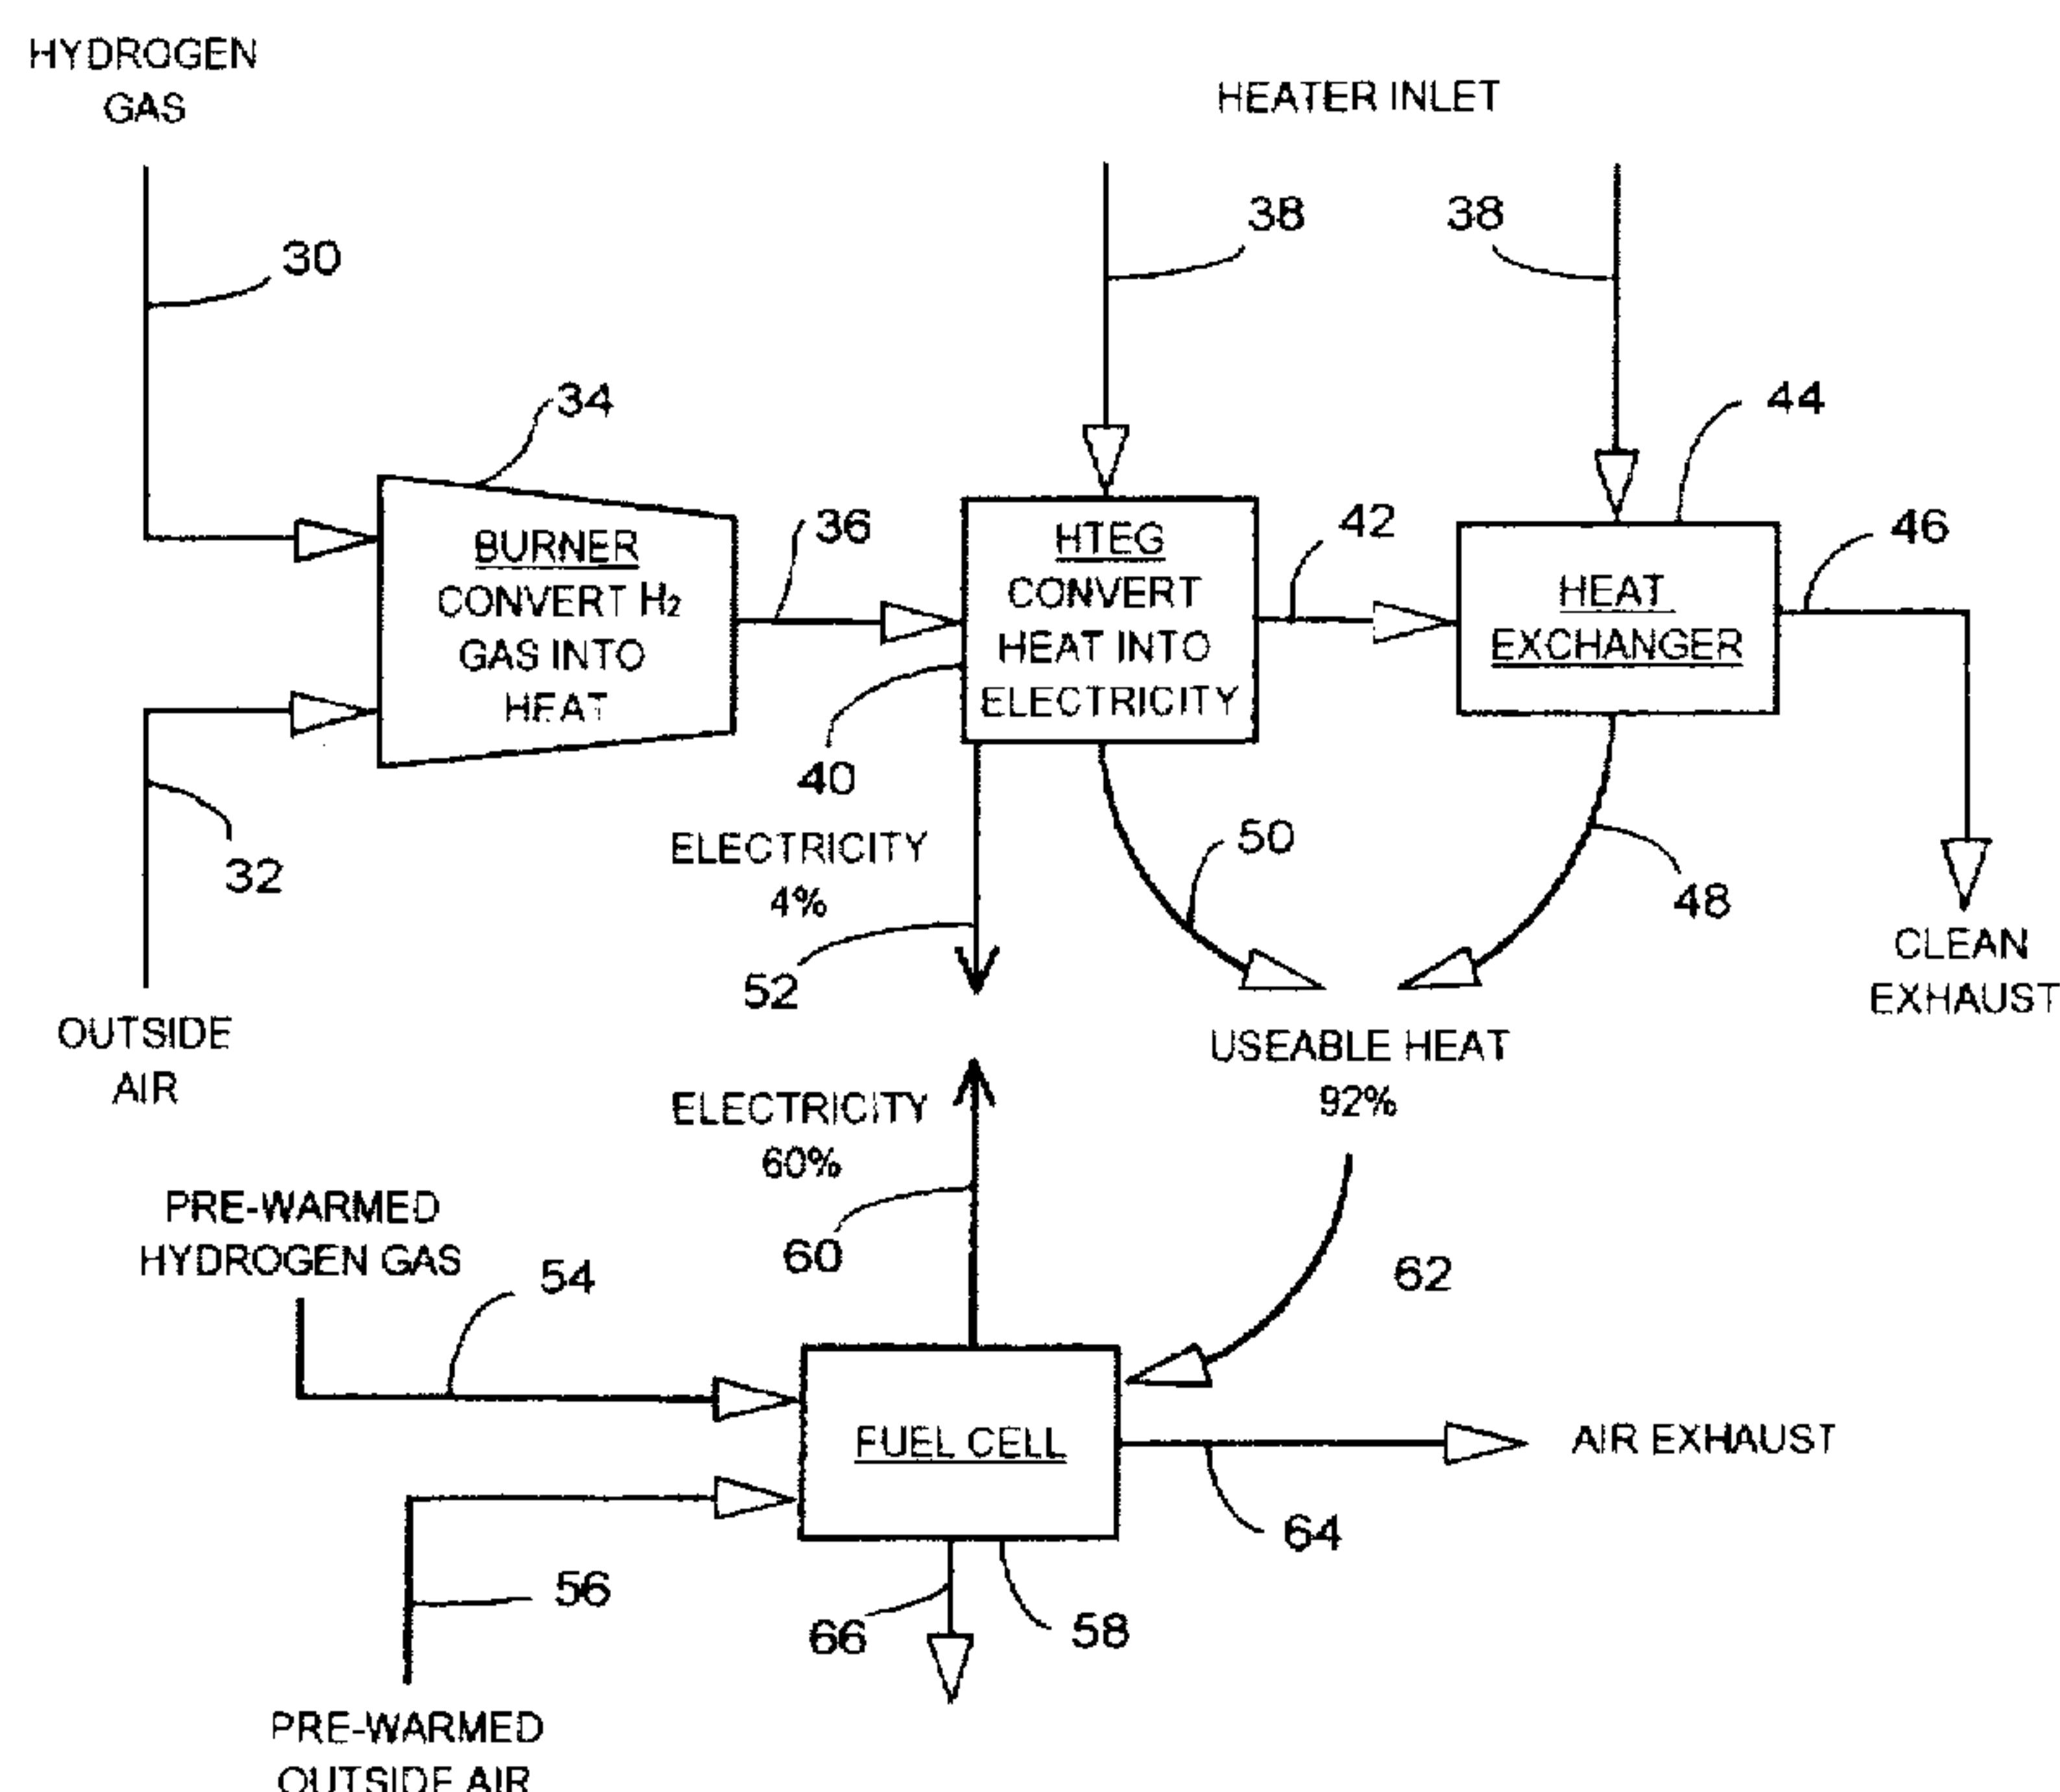 HYDROGEN
GAS
HEATER INLET
30
38
38
34
44
36
42
46
BURNER
CONVERT H₂
GAS INTO
HEAT
HTEG
CONVERT
HEAT INTO
ELECTRICITY
HEAT
EXCHANGER
40
32
ELECTRICITY
4%
52
50
48
CLEAN
EXHAUST
OUTSIDE
AIR
USEABLE HEAT
92%
ELECTRICITY
60%
60
62
PRE-WARMED
HYDROGEN GAS
54
FUEL CELL
AIR EXHAUST
64
56
66
58
PRE-WARMED
OUTSIDE AIR